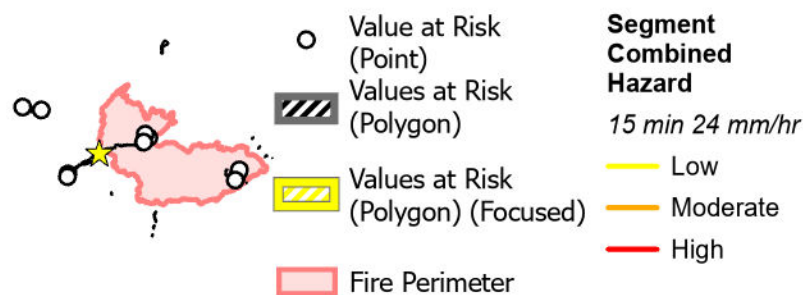 Value at Risk
(Point)
Values at Risk
(Polygon)
Values at Risk
(Polygon) (Focused)
Fire Perimeter
Segment
Combined
Hazard
15 min 24 mm/hr
Low
Moderate
High